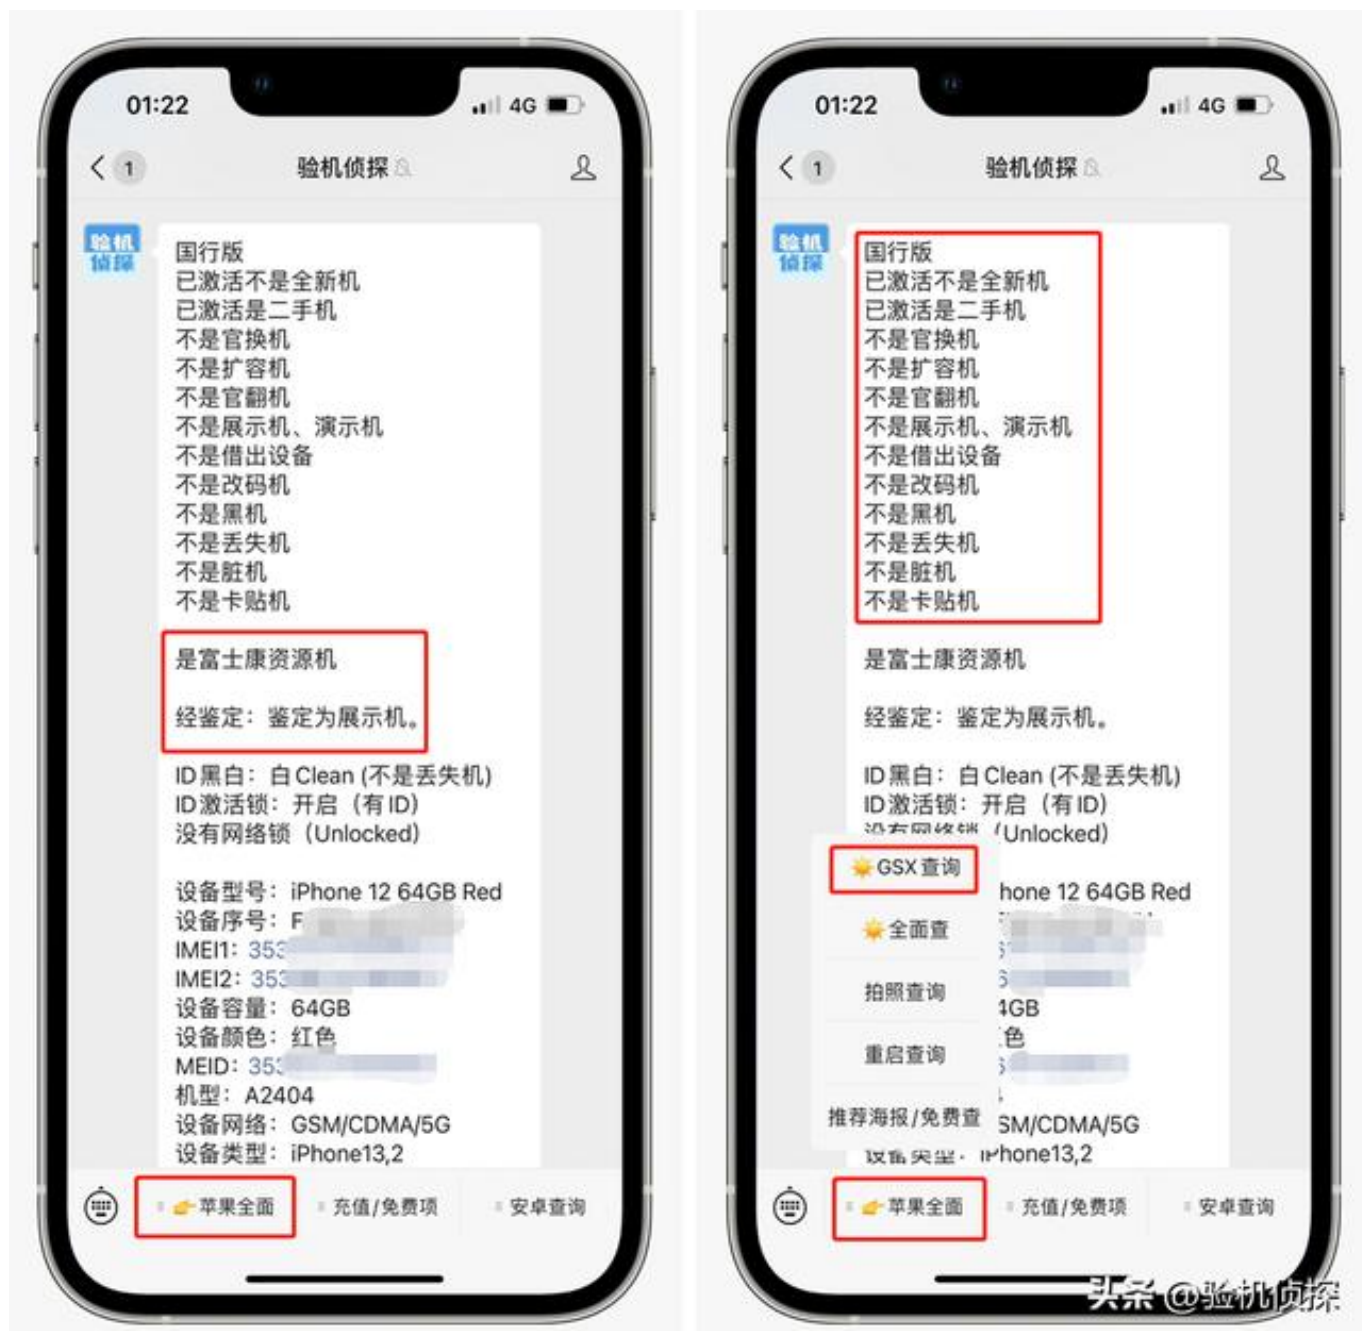 01:22
4G
1
验机侦探
验机
侦探
国行版
已激活不是全新机
已激活是二手机
不是官换机
不是扩容机
不是官翻机
不是展示机、演示机
不是借出设备
不是改码机
不是黑机
不是丢失机
不是脏机
不是卡贴机
是富士康资源机
经鉴定：鉴定为展示机。
ID黑白：白Clean (不是丢失机)
ID激活锁：开启（有ID）
没有网络锁（Unlocked）
设备型号：iPhone 12 64GB Red
设备序号：F
IMEI1：353
IMEI2：353
设备容量：64GB
设备颜色：红色
MEID：353
机型：A2404
设备网络：GSM/CDMA/5G
设备类型：iPhone13,2
苹果全面
充值/免费项
安卓查询
01:22
4G
1
验机侦探
验机
侦探
国行版
已激活不是全新机
已激活是二手机
不是官换机
不是扩容机
不是官翻机
不是展示机、演示机
不是借出设备
不是改码机
不是黑机
不是丢失机
不是脏机
不是卡贴机
是富士康资源机
经鉴定：鉴定为展示机。
ID黑白：白Clean (不是丢失机)
ID激活锁：开启（有ID）
没有网络锁（Unlocked）
GSX查询
hone 12 64GB Red
全面查
拍照查询
4GB
色
重启查询
推荐海报/免费查
SM/CDMA/5G
设备类型：iPhone13,2
苹果全面
充值/免费项
安卓查询
头条 @验机侦探